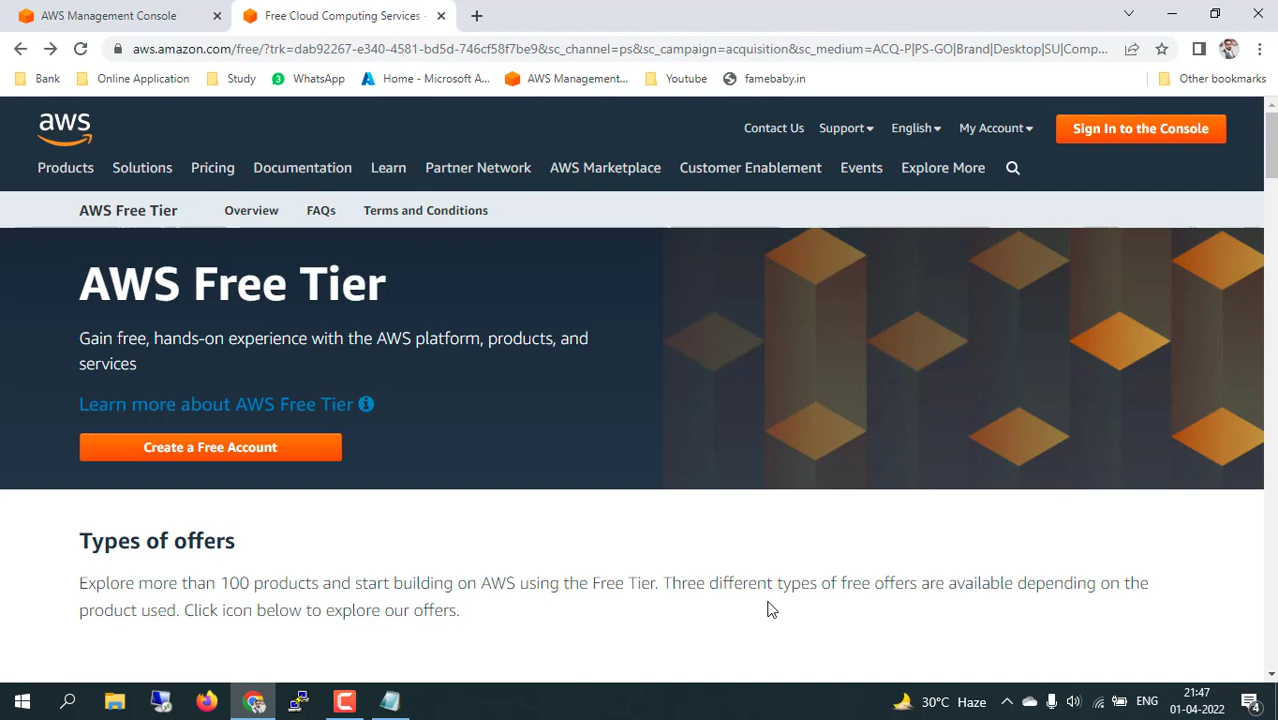 AWS Management Console
Free Cloud Computing Services -
aws.amazon.com/free/?trk=dab92267-e340-4581-bd5d-746cf58f7b9&sc_channel=ps&sc_campaign=acquisition&sc_medium=ACQ-P|PS-GO|Brand|Desktop|SU|Comp...
Bank Online Application Study 3 WhatsApp Home - Microsoft A... AWS Management... Youtube famebaby.in Other bookmarks
aws
Contact Us Support English My Account Sign In to the Console
Products Solutions Pricing Documentation Learn Partner Network AWS Marketplace Customer Enablement Events Explore More
AWS Free Tier Overview FAQs Terms and Conditions
AWS Free Tier
Gain free, hands-on experience with the AWS platform, products, and
services
Learn more about AWS Free Tier
Create a Free Account
Types of offers
Explore more than 100 products and start building on AWS using the Free Tier. Three different types of free offers are available depending on the
product used. Click icon below to explore our offers.
30°C Haze ENG 21:47
01-04-2022 4